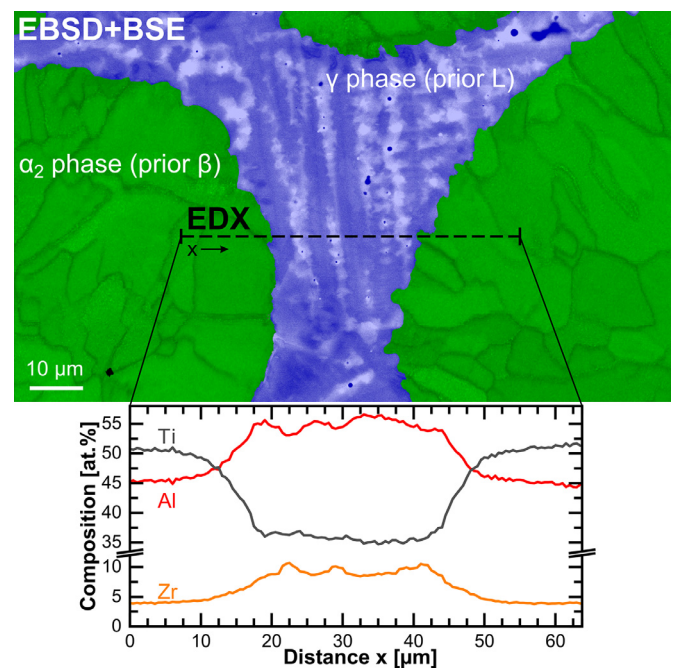 EBSD+BSE
γ phase (prior L)
α₂ phase (prior β)
EDX
x →
10 µm
Composition [at.%]
55
50
45
40
35
10
5
0
Ti
Al
Zr
0 10 20 30 40 50 60
Distance x [µm]